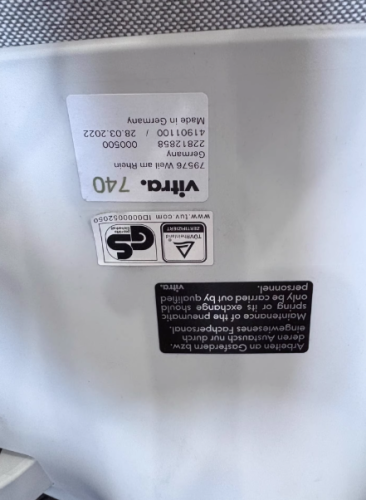 vitra. 740
79576 Weil am Rhein
Germany
22812858 000500
41901100 / 28.03.2022
Made in Germany
www.tuv.com ID0000052050
TÜVRheinland
ZERTIFIZIERT
GS
geprüfte Sicherheit
Arbeiten an Gasferdern bzw.
deren Austausch nur durch
eingewiesenes Fachpersonal.
Maintenance of the pneumatic
spring or its exchange should
only be carried out by qualified
personnel. vitra.